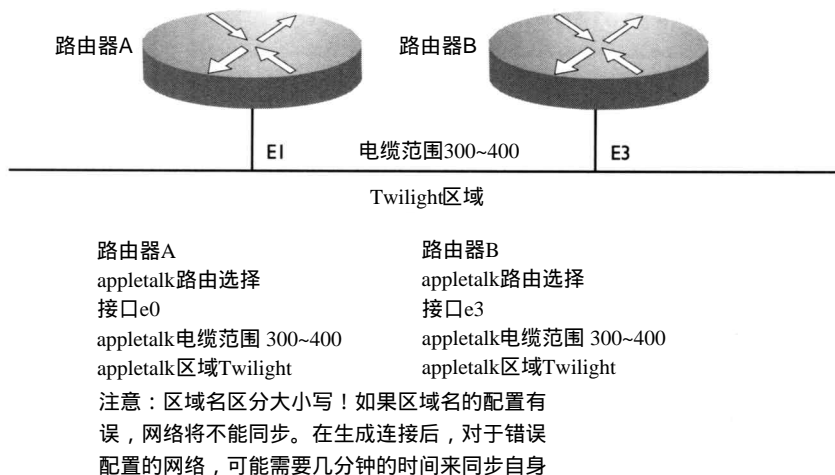 路由器A
路由器B
E1
电缆范围300~400
E3
Twilight区域
路由器A
appletalk路由选择
接口e0
appletalk电缆范围 300~400
appletalk区域Twilight
路由器B
appletalk路由选择
接口e3
appletalk电缆范围 300~400
appletalk区域Twilight
注意：区域名区分大小写！如果区域名的配置有
误，网络将不能同步。在生成连接后，对于错误
配置的网络，可能需要几分钟的时间来同步自身